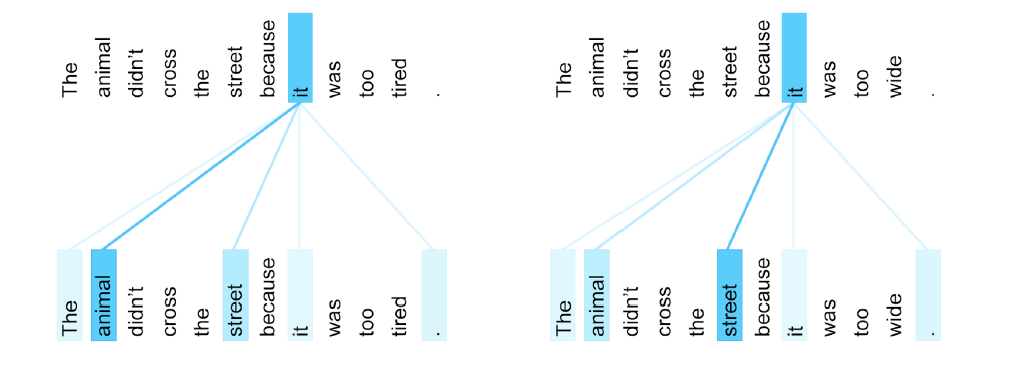 The animal didn't cross the street because it was too tired .
The animal didn't cross the street because it was too wide .
The animal didn't cross the street because it was too tired .
The animal didn't cross the street because it was too wide .